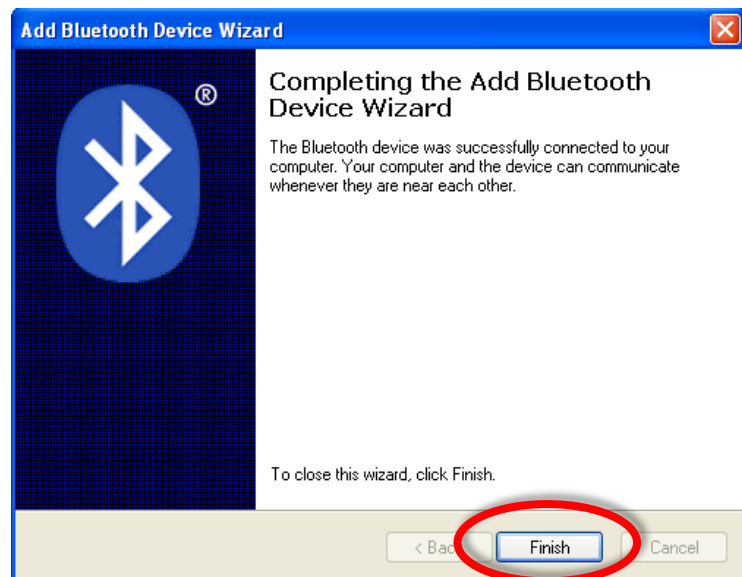 Add Bluetooth Device Wizard
®
Completing the Add Bluetooth
Device Wizard
The Bluetooth device was successfully connected to your
computer. Your computer and the device can communicate
whenever they are near each other.
To close this wizard, click Finish.
< Bac Finish Cancel